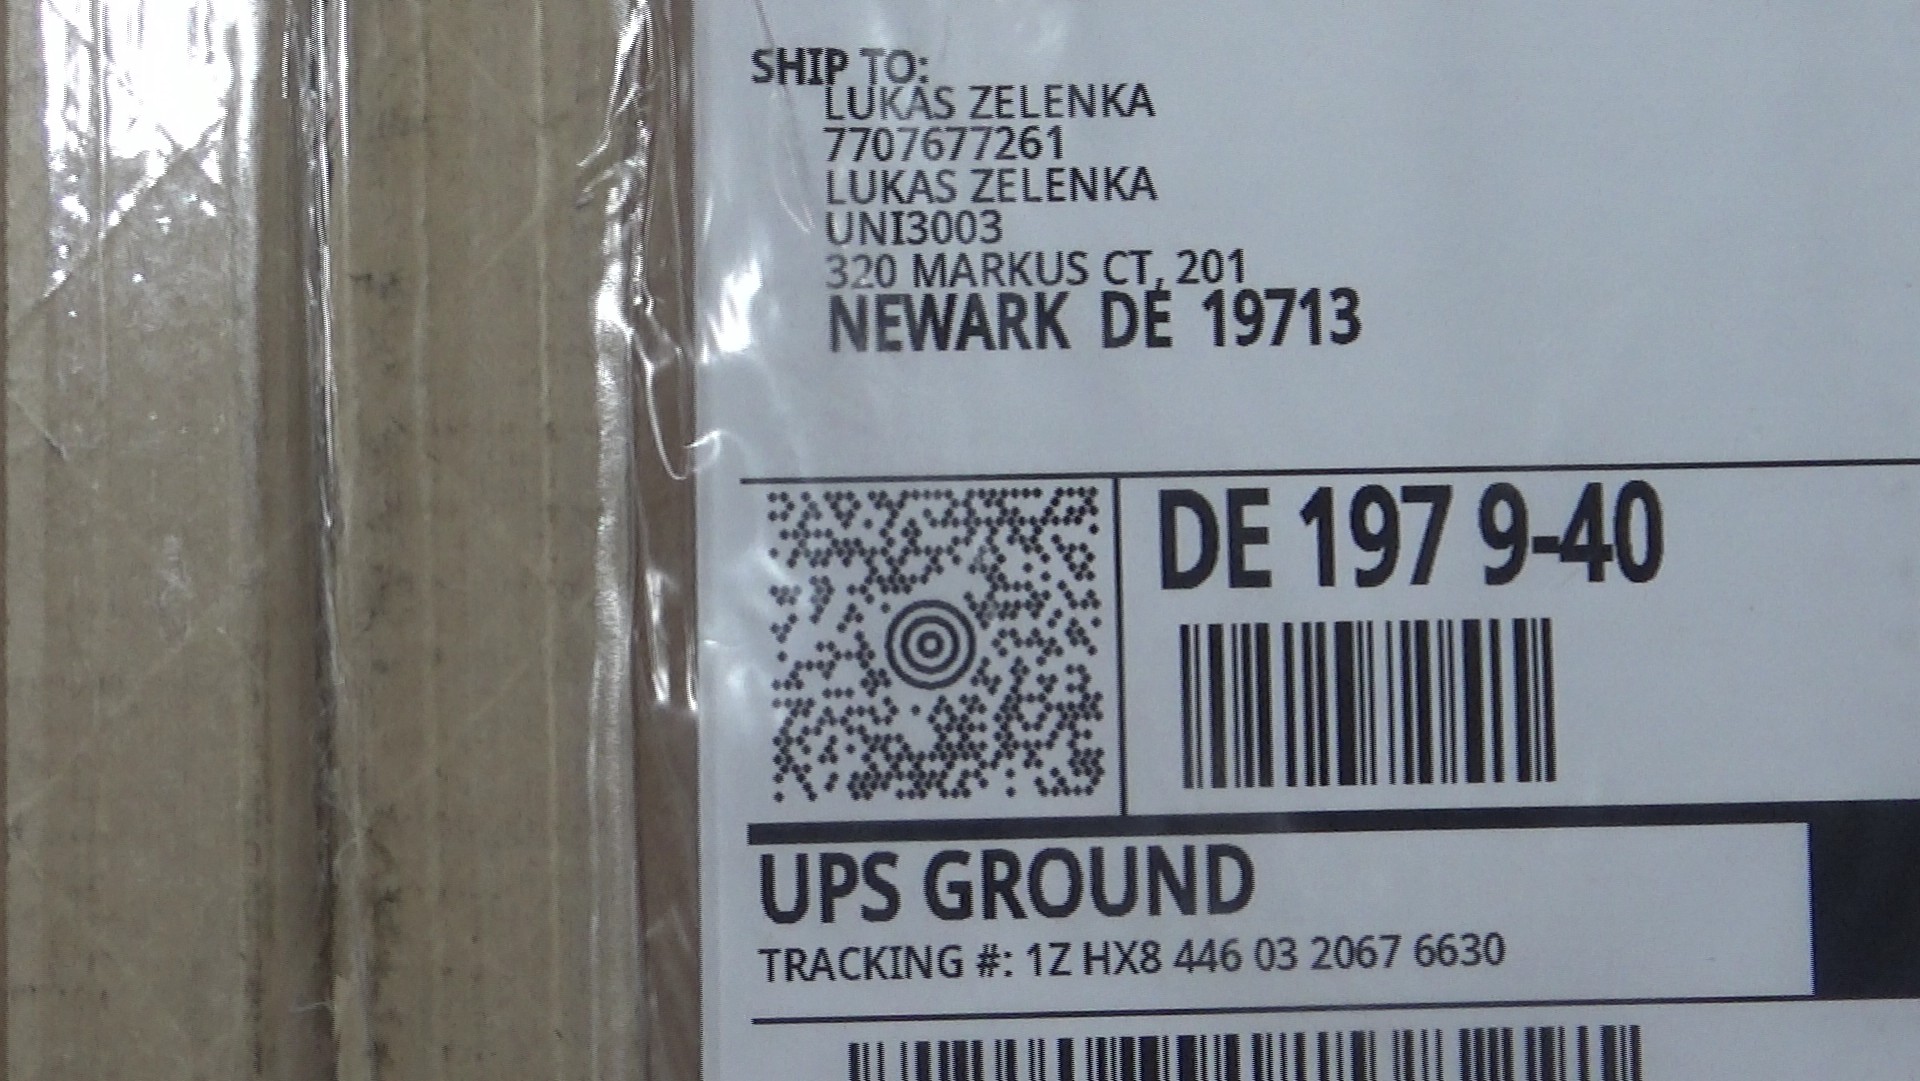 SHIP TO:
LUKAS ZELENKA
7707677261
LUKAS ZELENKA
UNI3003
320 MARKUS CT, 201
NEWARK DE 19713
DE 197 9-40
UPS GROUND
TRACKING #: 1Z HX8 446 03 2067 6630